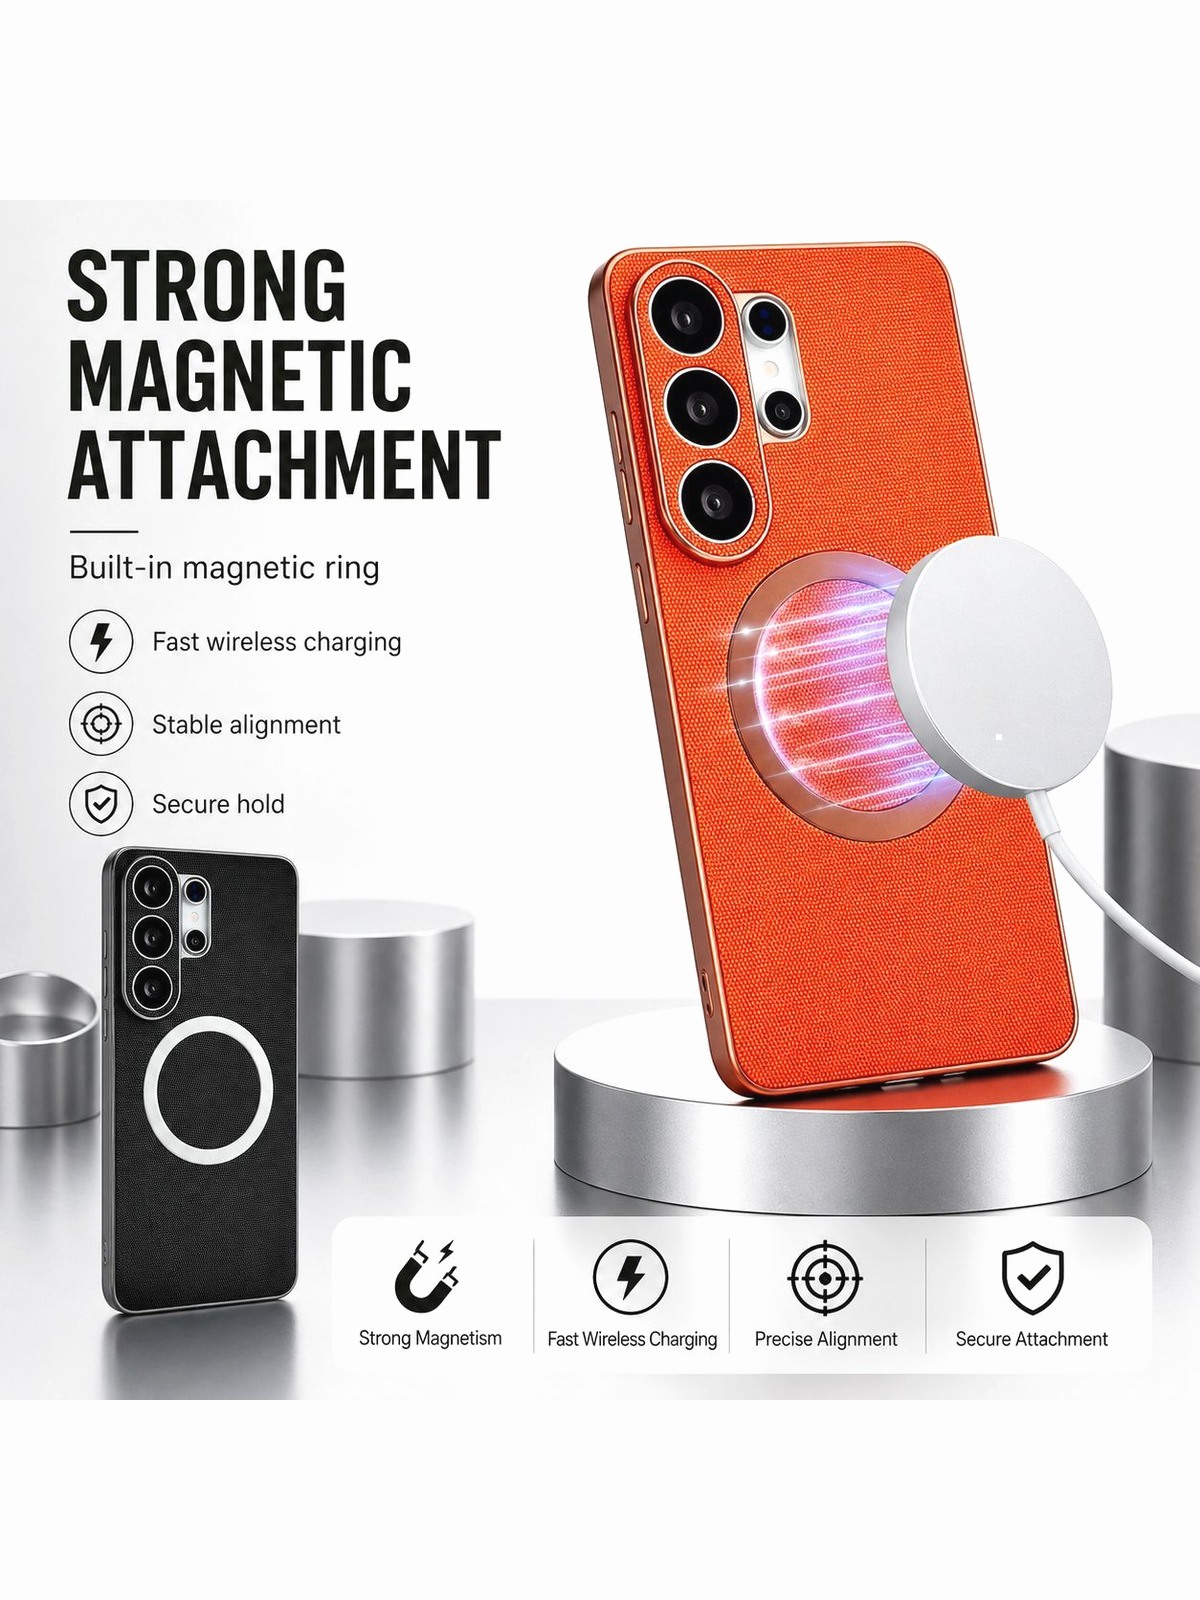 STRONG
MAGNETIC
ATTACHMENT
Built-in magnetic ring
Fast wireless charging
Stable alignment
Secure hold
Strong Magnetism
Fast Wireless Charging
Precise Alignment
Secure Attachment